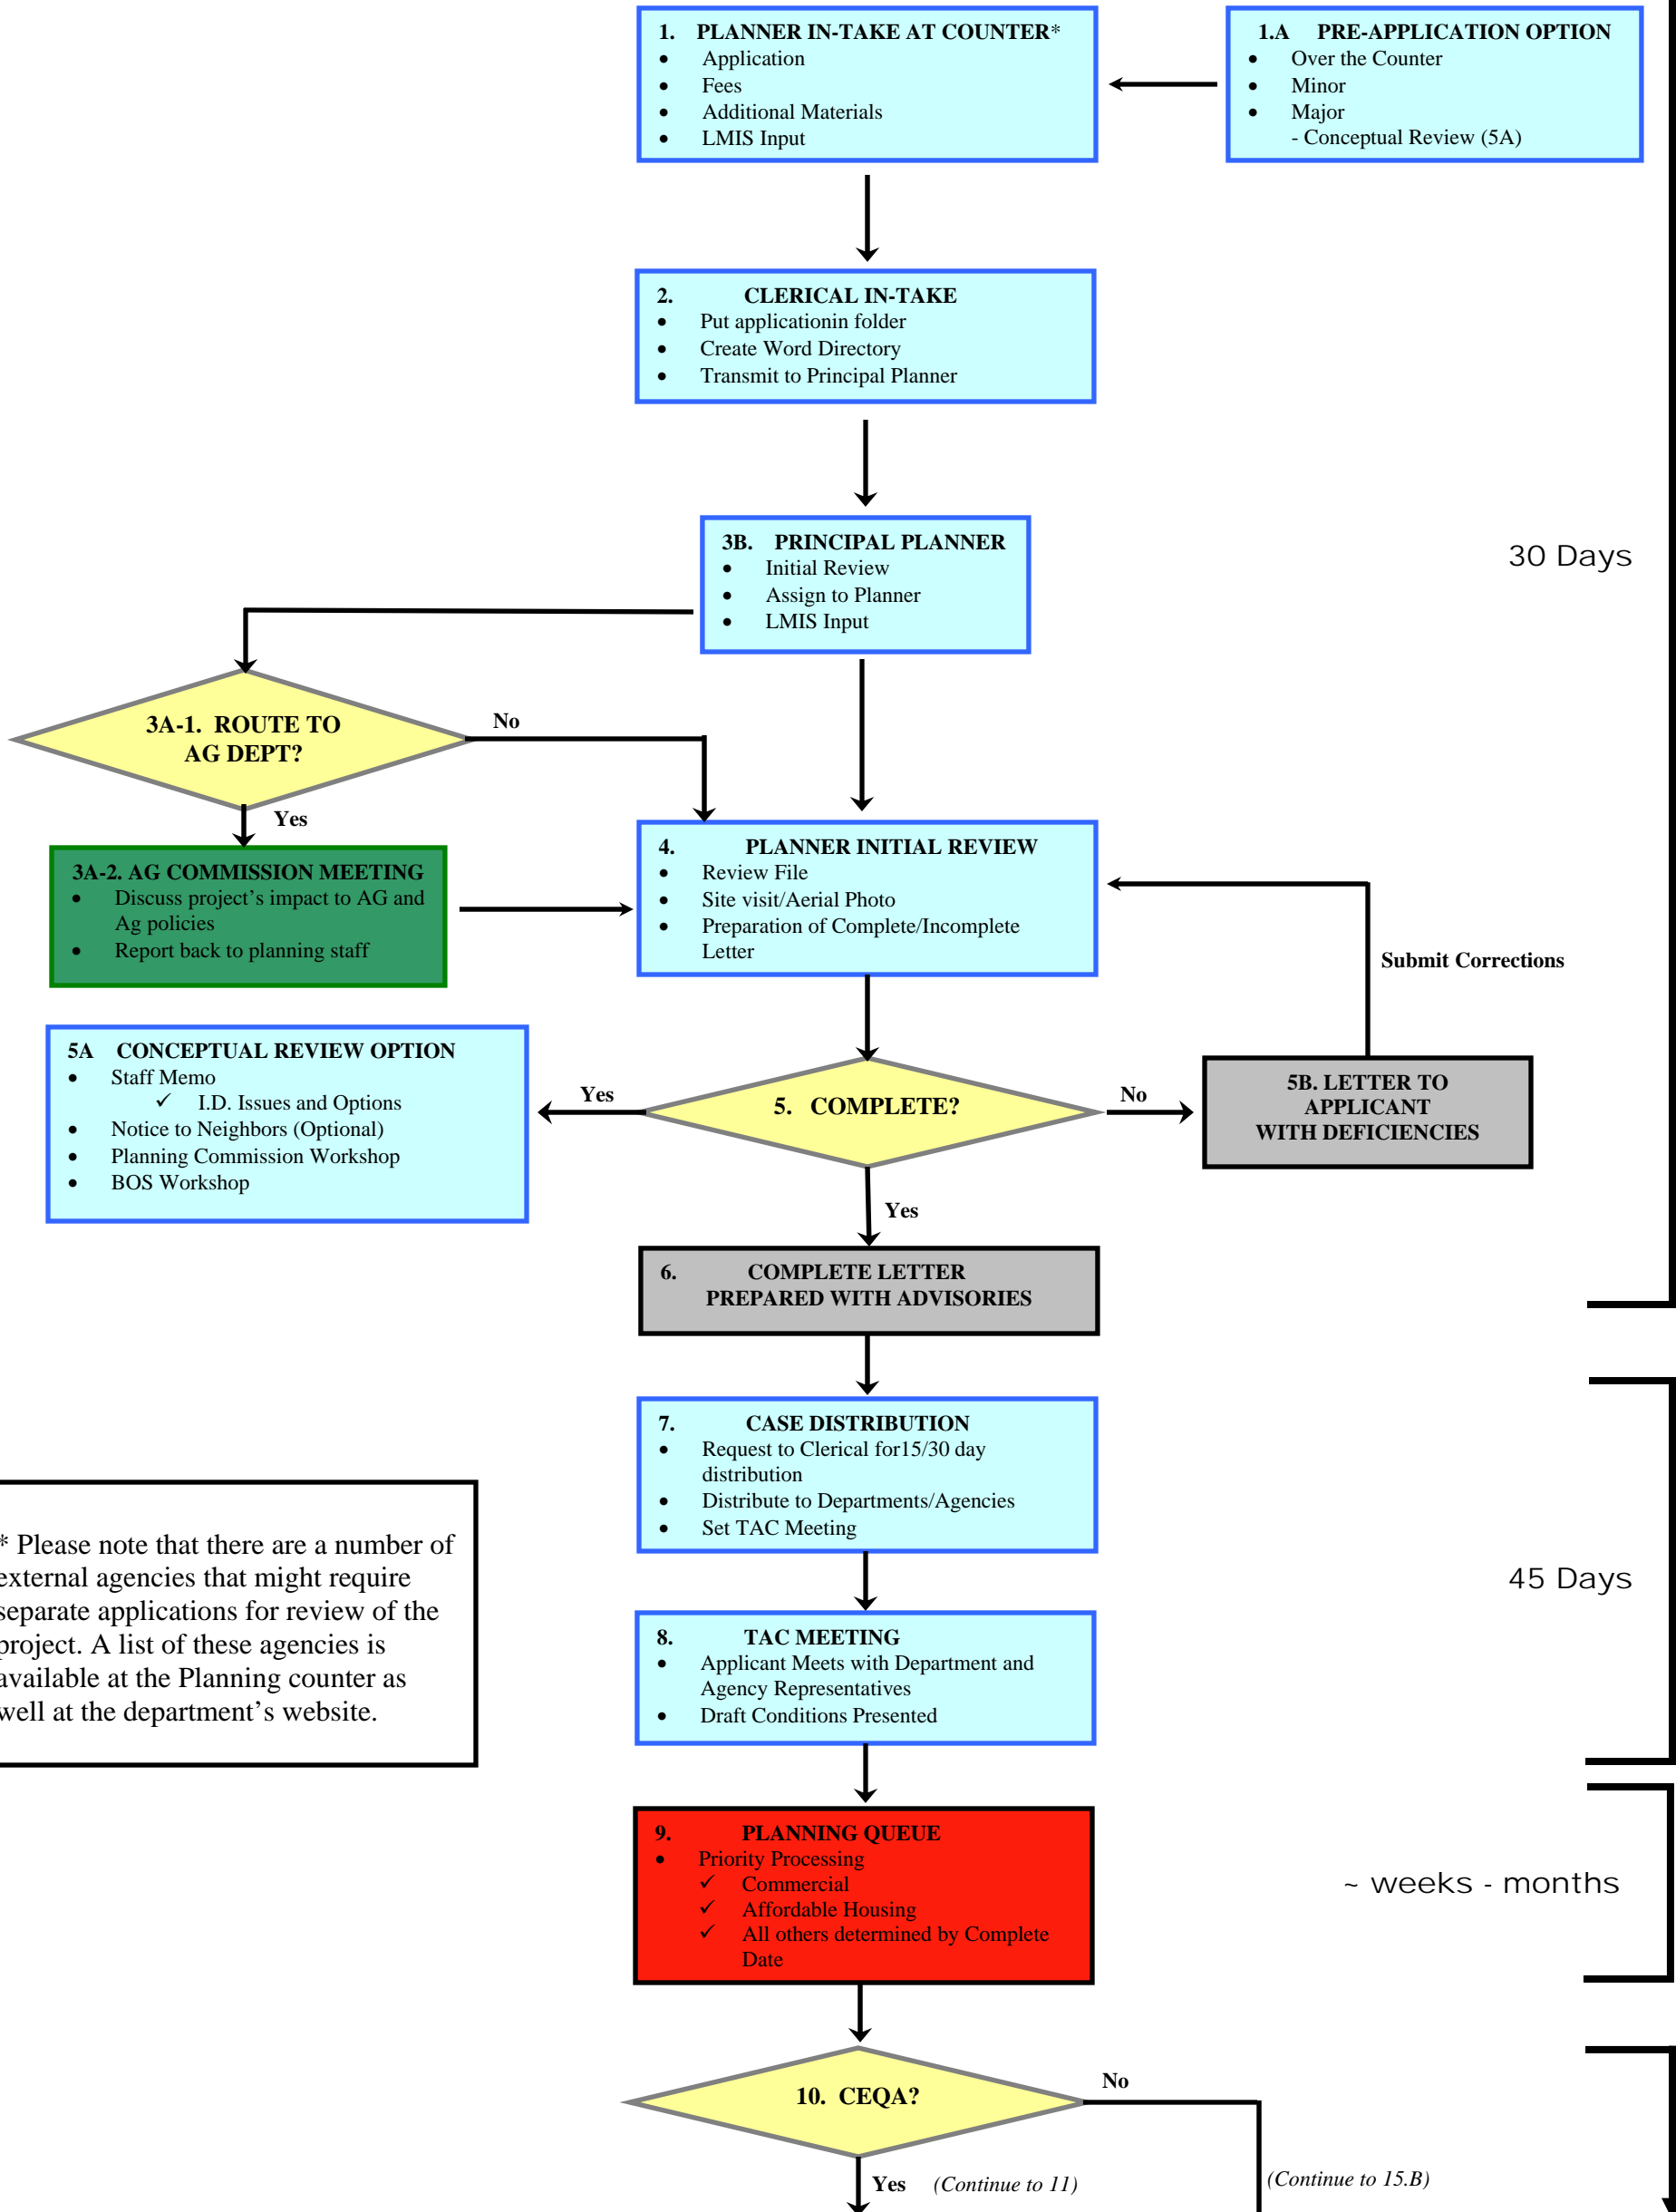 1. PLANNER IN-TAKE AT COUNTER*
• Application
• Fees
• Additional Materials
• LMIS Input
1.A PRE-APPLICATION OPTION
• Over the Counter
• Minor
• Major
- Conceptual Review (5A)
2. CLERICAL IN-TAKE
• Put applicationin folder
• Create Word Directory
• Transmit to Principal Planner
3B. PRINCIPAL PLANNER
• Initial Review
• Assign to Planner
• LMIS Input
30 Days
3A-1. ROUTE TO
AG DEPT?
No
Yes
3A-2. AG COMMISSION MEETING
• Discuss project’s impact to AG and
Ag policies
• Report back to planning staff
4. PLANNER INITIAL REVIEW
• Review File
• Site visit/Aerial Photo
• Preparation of Complete/Incomplete
Letter
Submit Corrections
5A CONCEPTUAL REVIEW OPTION
• Staff Memo
✓ I.D. Issues and Options
• Notice to Neighbors (Optional)
• Planning Commission Workshop
• BOS Workshop
Yes
5. COMPLETE?
No
5B. LETTER TO
APPLICANT
WITH DEFICIENCIES
Yes
6. COMPLETE LETTER
PREPARED WITH ADVISORIES
7. CASE DISTRIBUTION
• Request to Clerical for15/30 day
distribution
• Distribute to Departments/Agencies
• Set TAC Meeting
* Please note that there are a number of
external agencies that might require
separate applications for review of the
project. A list of these agencies is
available at the Planning counter as
well at the department’s website.
45 Days
8. TAC MEETING
• Applicant Meets with Department and
Agency Representatives
• Draft Conditions Presented
9. PLANNING QUEUE
• Priority Processing
✓ Commercial
✓ Affordable Housing
✓ All others determined by Complete
Date
~ weeks - months
10. CEQA?
No
Yes (Continue to 11)
(Continue to 15.B)